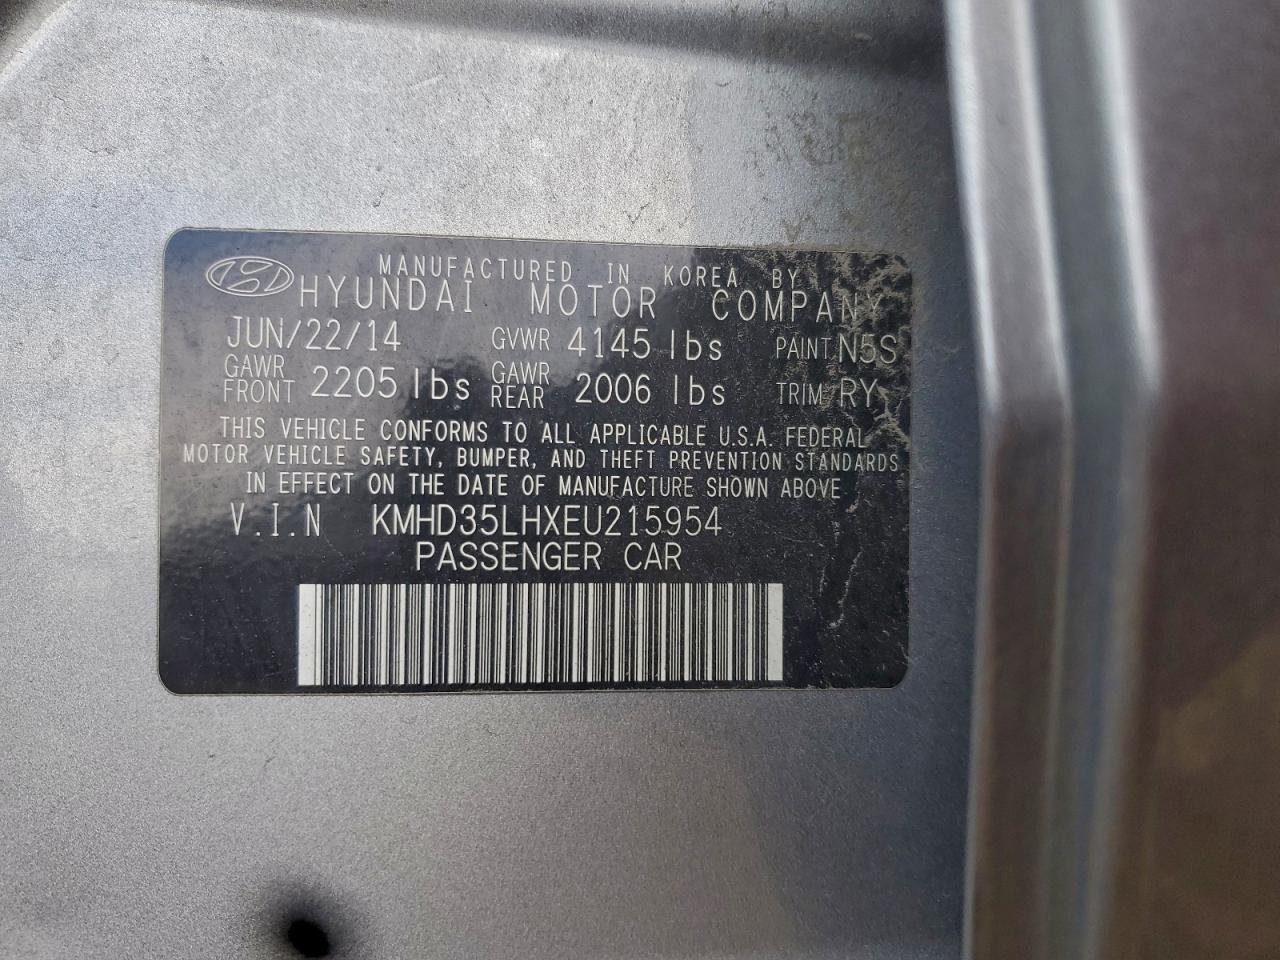 MANUFACTURED IN KOREA BY
HYUNDAI MOTOR COMPANY
JUN/22/14 GVWR 4145 lbs PAINT N5S
GAWR FRONT 2205 lbs GAWR REAR 2006 lbs TRIM RY
THIS VEHICLE CONFORMS TO ALL APPLICABLE U.S.A. FEDERAL
MOTOR VEHICLE SAFETY, BUMPER, AND THEFT PREVENTION STANDARDS
IN EFFECT ON THE DATE OF MANUFACTURE SHOWN ABOVE
V.I.N KMHD35LHXEU215954
PASSENGER CAR